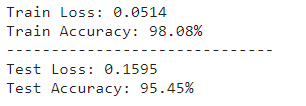 Train Loss: 0.0514
Train Accuracy: 98.08%
------------------------------
Test Loss: 0.1595
Test Accuracy: 95.45%